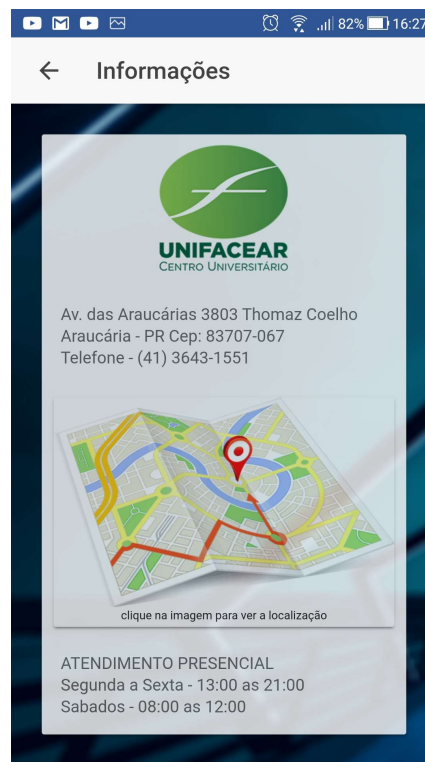 82% 16:27
Informações
UNIFACEAR
CENTRO UNIVERSITÁRIO
Av. das Araucárias 3803 Thomaz Coelho
Araucária - PR Cep: 83707-067
Telefone - (41) 3643-1551
clique na imagem para ver a localização
ATENDIMENTO PRESENCIAL
Segunda a Sexta - 13:00 as 21:00
Sabados - 08:00 as 12:00